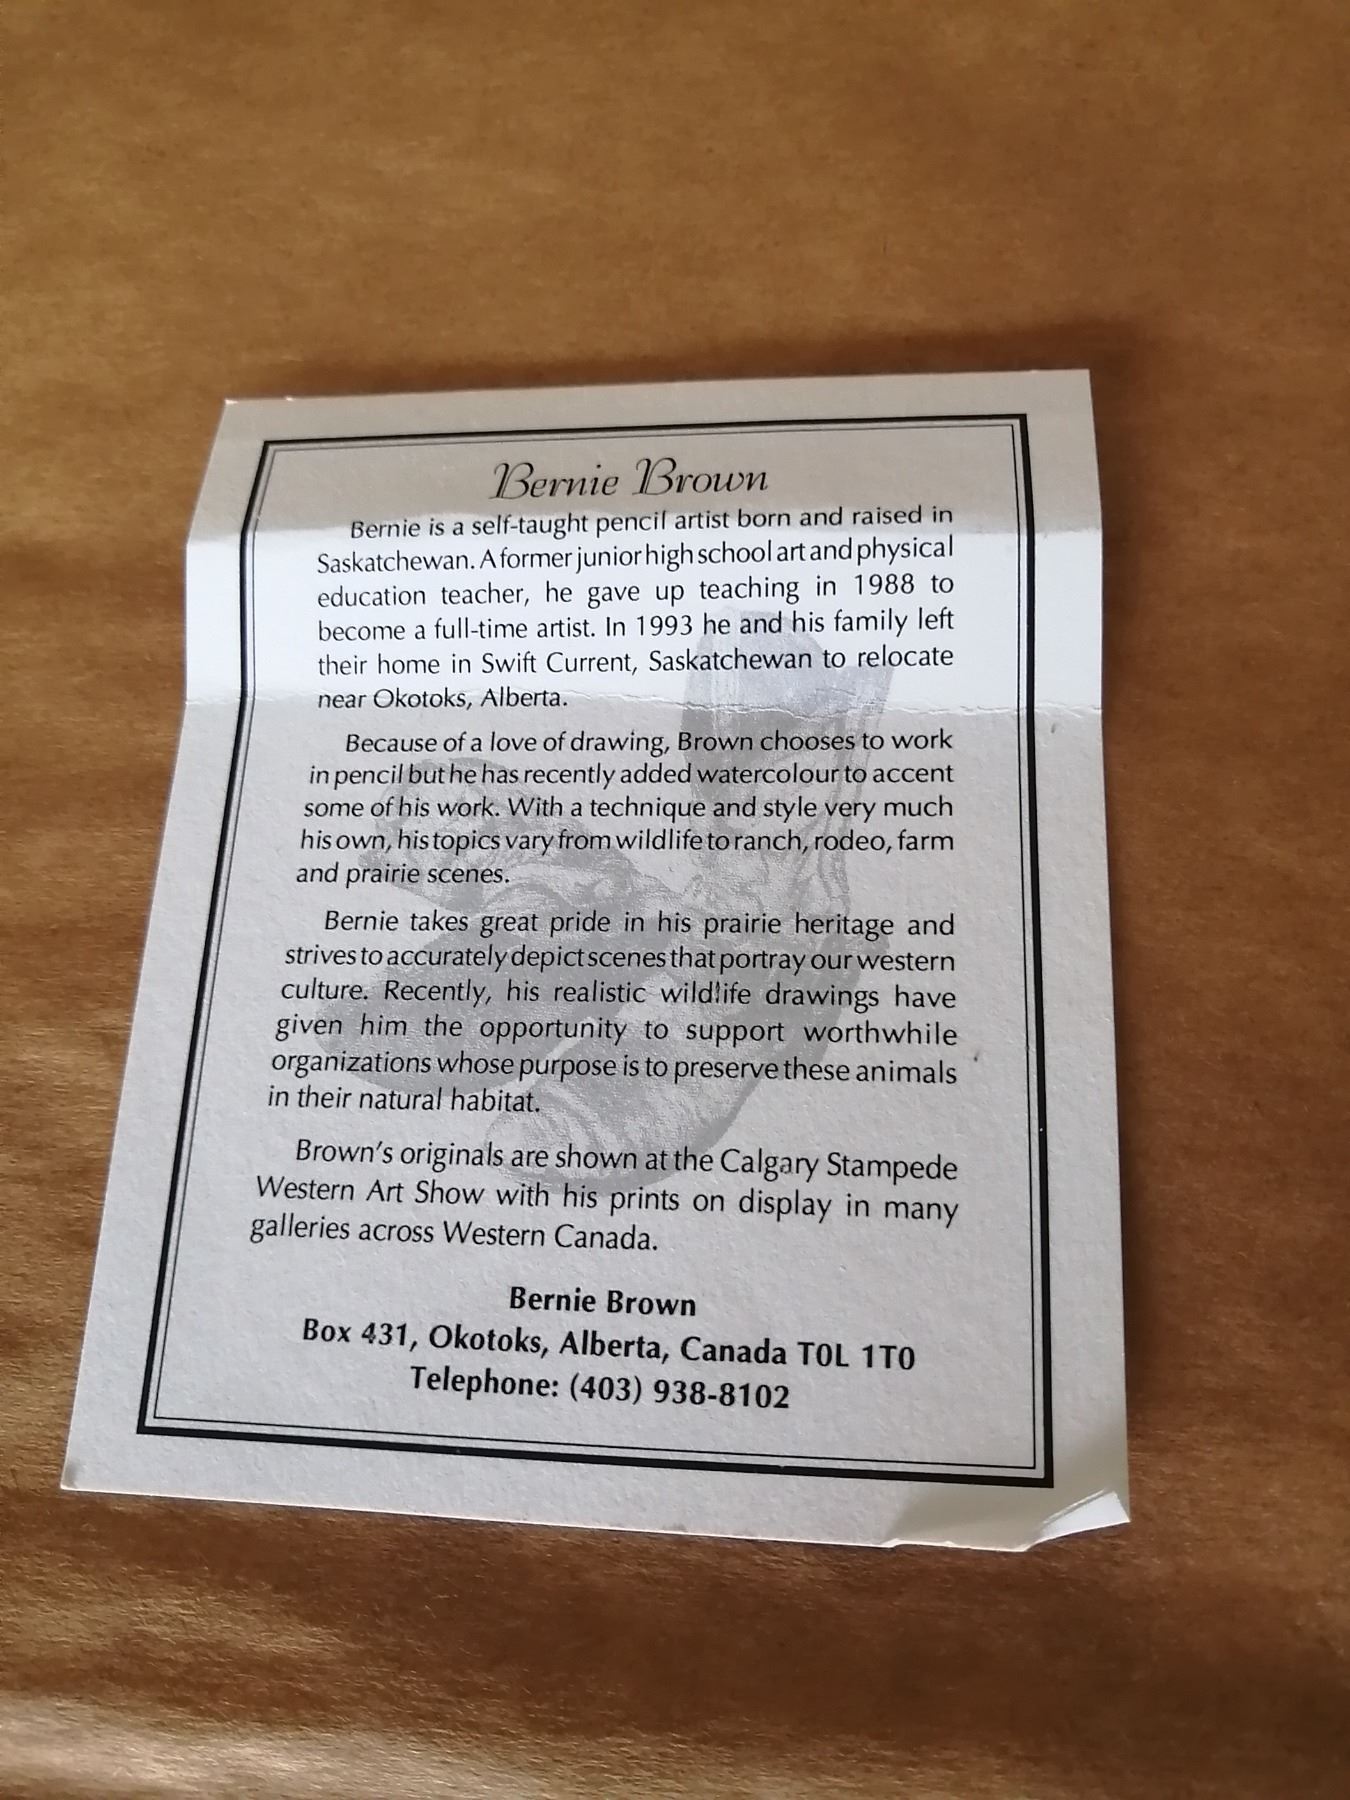 Bernie Brown
Bernie is a self-taught pencil artist born and raised in
Saskatchewan. A former junior high school art and physical
education teacher, he gave up teaching in 1988 to
become a full-time artist. In 1993 he and his family left
their home in Swift Current, Saskatchewan to relocate
near Okotoks, Alberta.
Because of a love of drawing, Brown chooses to work
in pencil but he has recently added watercolour to accent
some of his work. With a technique and style very much
his own, his topics vary from wildlife to ranch, rodeo, farm
and prairie scenes.
Bernie takes great pride in his prairie heritage and
strives to accurately depict scenes that portray our western
culture. Recently, his realistic wildlife drawings have
given him the opportunity to support worthwhile
organizations whose purpose is to preserve these animals
in their natural habitat.
Brown's originals are shown at the Calgary Stampede
Western Art Show with his prints on display in many
galleries across Western Canada.
Bernie Brown
Box 431, Okotoks, Alberta, Canada T0L 1T0
Telephone: (403) 938-8102